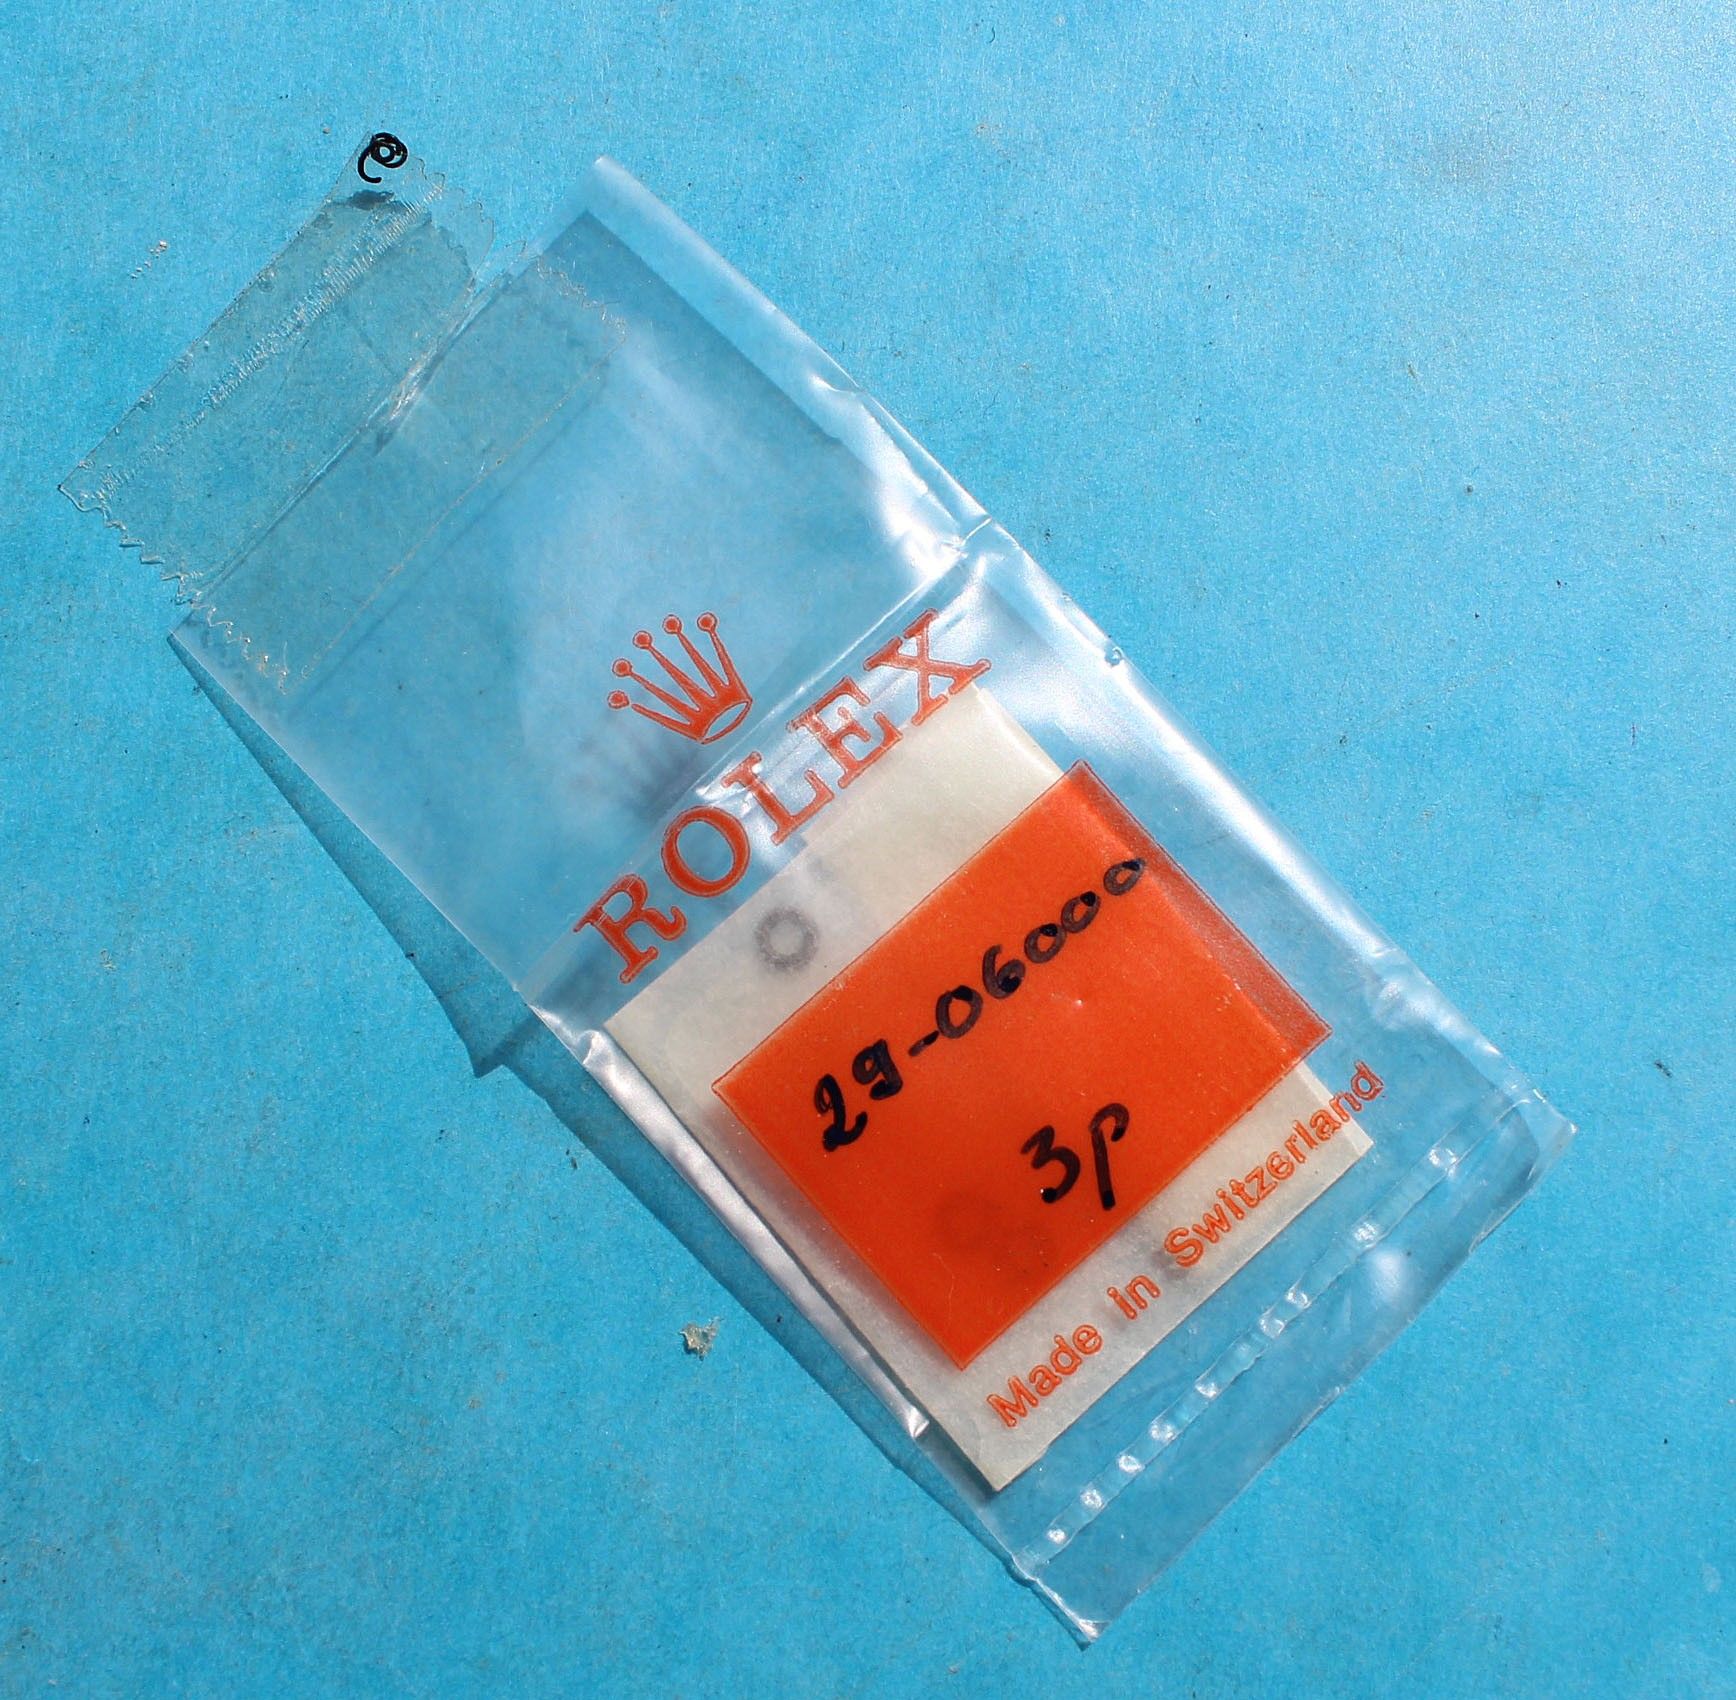 ROLEX
29-06000
3p
Made in Switzerland